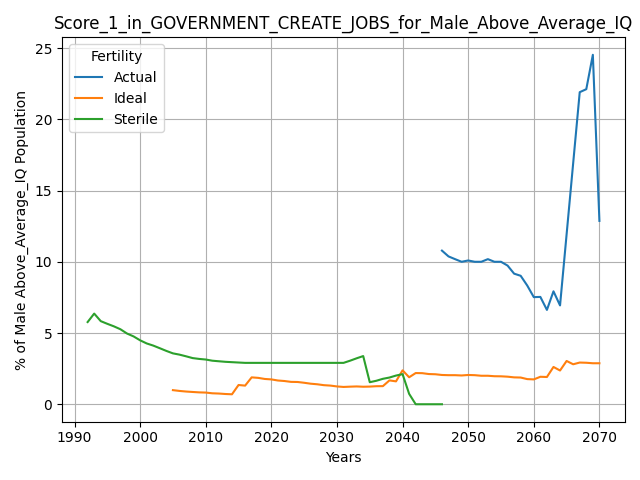 Score_1_in_GOVERNMENT_CREATE_JOBS_for_Male_Above_Average_IQ
Fertility
Actual
Ideal
Sterile
% of Male Above_Average_IQ Population
25
20
15
10
5
0
1990 2000 2010 2020 2030 2040 2050 2060 2070
Years